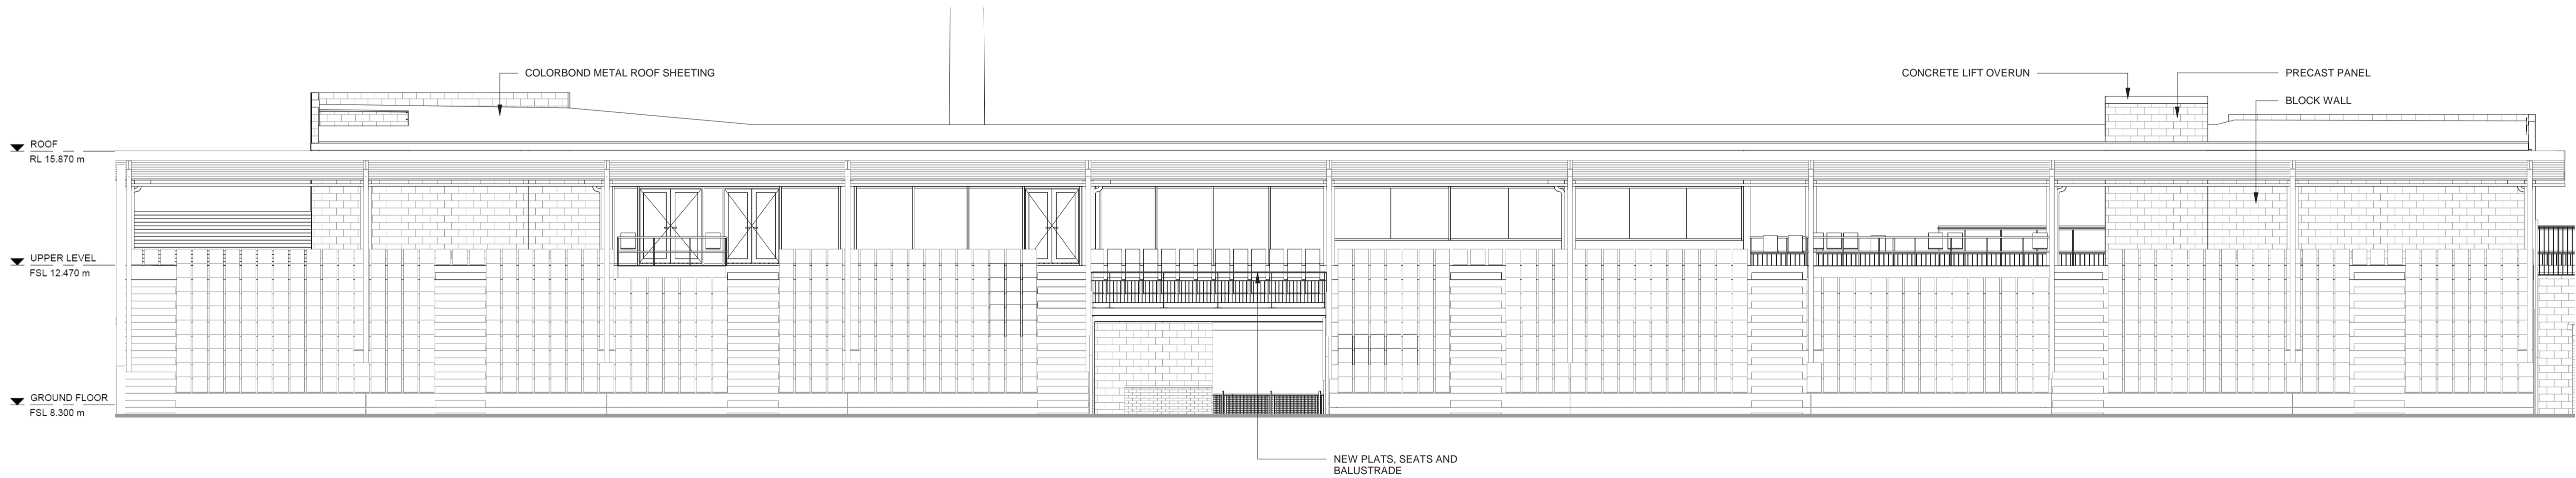 COLORBOND METAL ROOF SHEETING
CONCRETE LIFT OVERUN
PRECAST PANEL
BLOCK WALL
ROOF
RL 15.870 m
UPPER LEVEL
FSL 12.470 m
GROUND FLOOR
FSL 8.300 m
NEW PLATS, SEATS AND
BALUSTRADE